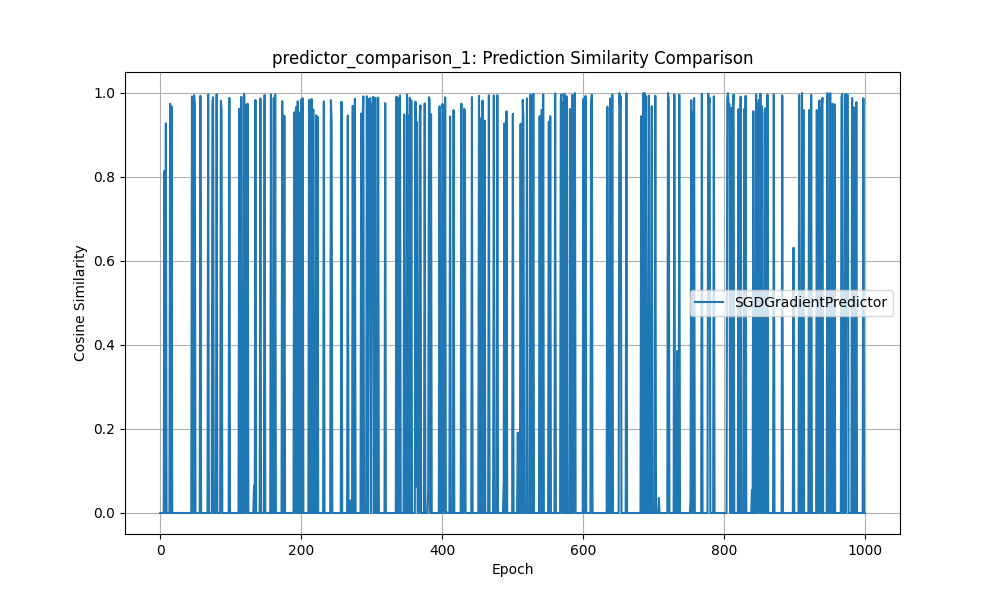 predictor_comparison_1: Prediction Similarity Comparison
1.0
0.8
0.6
0.4
0.2
0.0
Cosine Similarity
SGDGradientPredictor
0 200 400 600 800 1000
Epoch